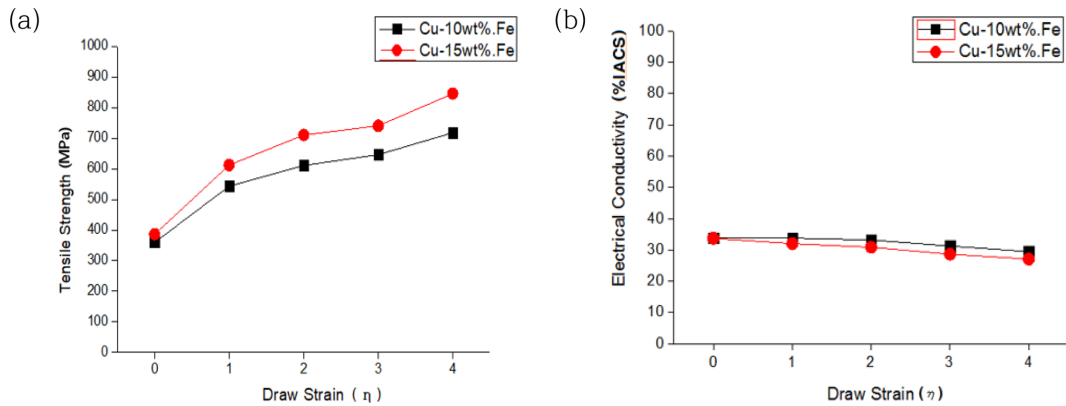 (a)
Cu-10wt%.Fe
Cu-15wt%.Fe
1000
900
800
700
600
500
400
300
200
100
0
Tensile Strength (MPa)
0 1 2 3 4
Draw Strain ( η )
(b)
Cu-10wt%.Fe
Cu-15wt%.Fe
100
90
80
70
60
50
40
30
20
10
0
Electrical Conductivity (%IACS)
0 1 2 3 4
Draw Strain (η)